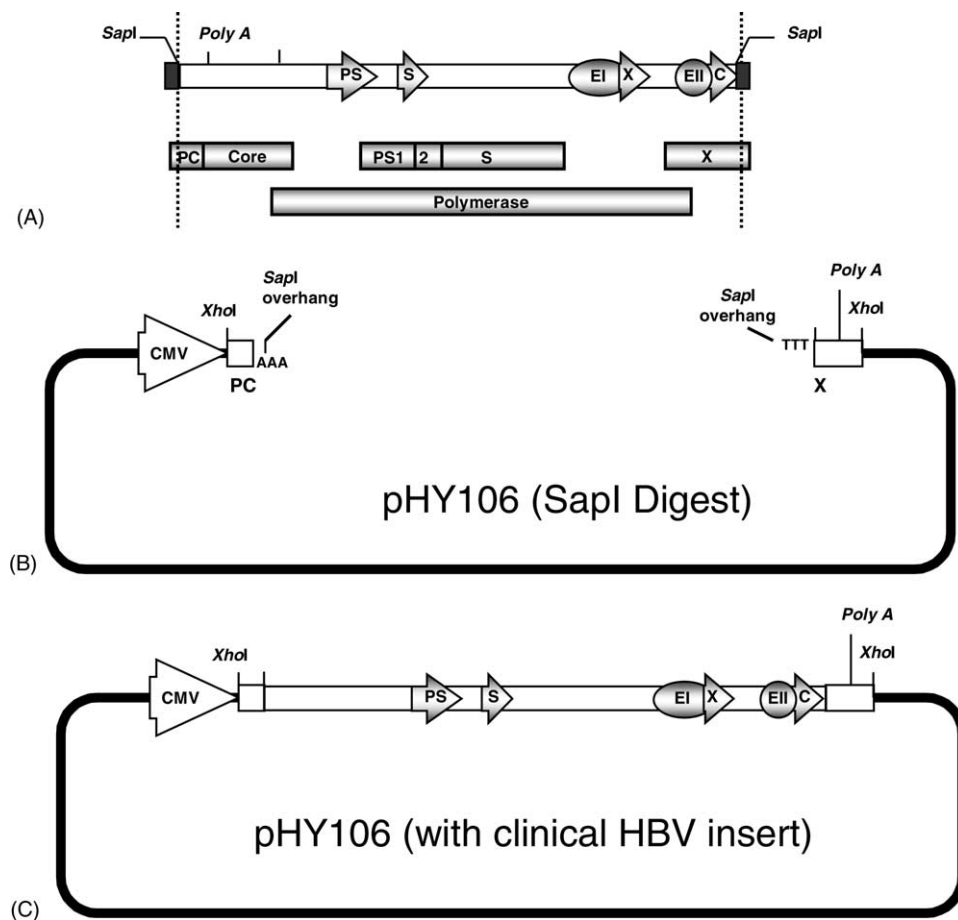 SapI
Poly A
SapI
PS
S
EI
X
EII
C
PC
Core
PS1
2
S
X
Polymerase
(A)
SapI
overhang
XhoI
CMV
AAA
PC
Poly A
SapI
overhang
XhoI
TTT
X
pHY106 (SapI Digest)
(B)
Poly A
XhoI
XhoI
CMV
PS
S
EI
X
EII
C
pHY106 (with clinical HBV insert)
(C)